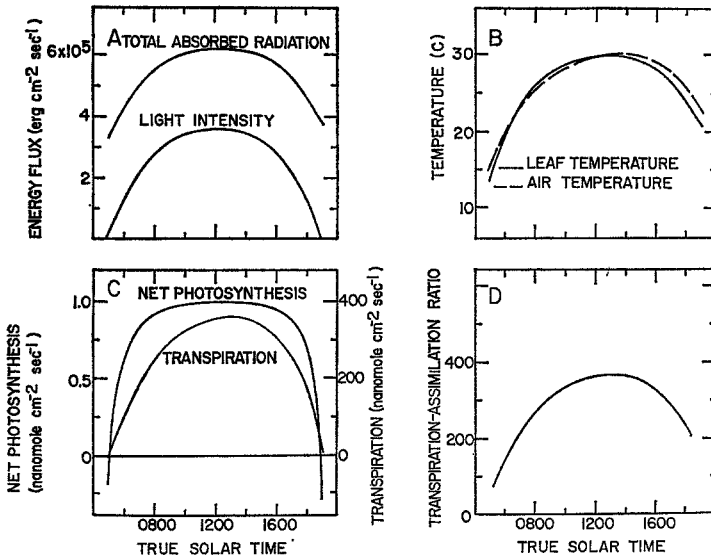 A TOTAL ABSORBED RADIATION
LIGHT INTENSITY
ENERGY FLUX (erg cm-2 sec-1)
6x10^5
4
2
B
TEMPERATURE (C)
30
20
10
LEAF TEMPERATURE
AIR TEMPERATURE
C NET PHOTOSYNTHESIS
TRANSPIRATION
NET PHOTOSYNTHESIS
(nanomole cm-2 sec-1)
1.0
0.5
0
TRANSPIRATION (nanomole cm-2 sec-1)
400
200
0
0800 1200 1600
TRUE SOLAR TIME
D
TRANSPIRATION-ASSIMILATION RATIO
400
200
0
0800 1200 1600
TRUE SOLAR TIME